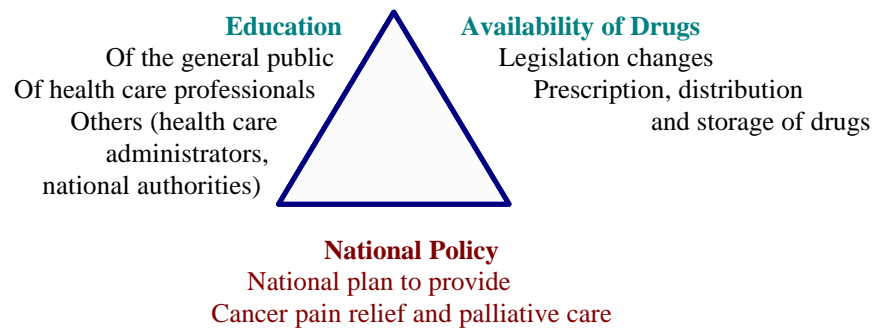 Education
Of the general public
Of health care professionals
Others (health care
administrators,
national authorities)
Availability of Drugs
Legislation changes
Prescription, distribution
and storage of drugs
National Policy
National plan to provide
Cancer pain relief and palliative care